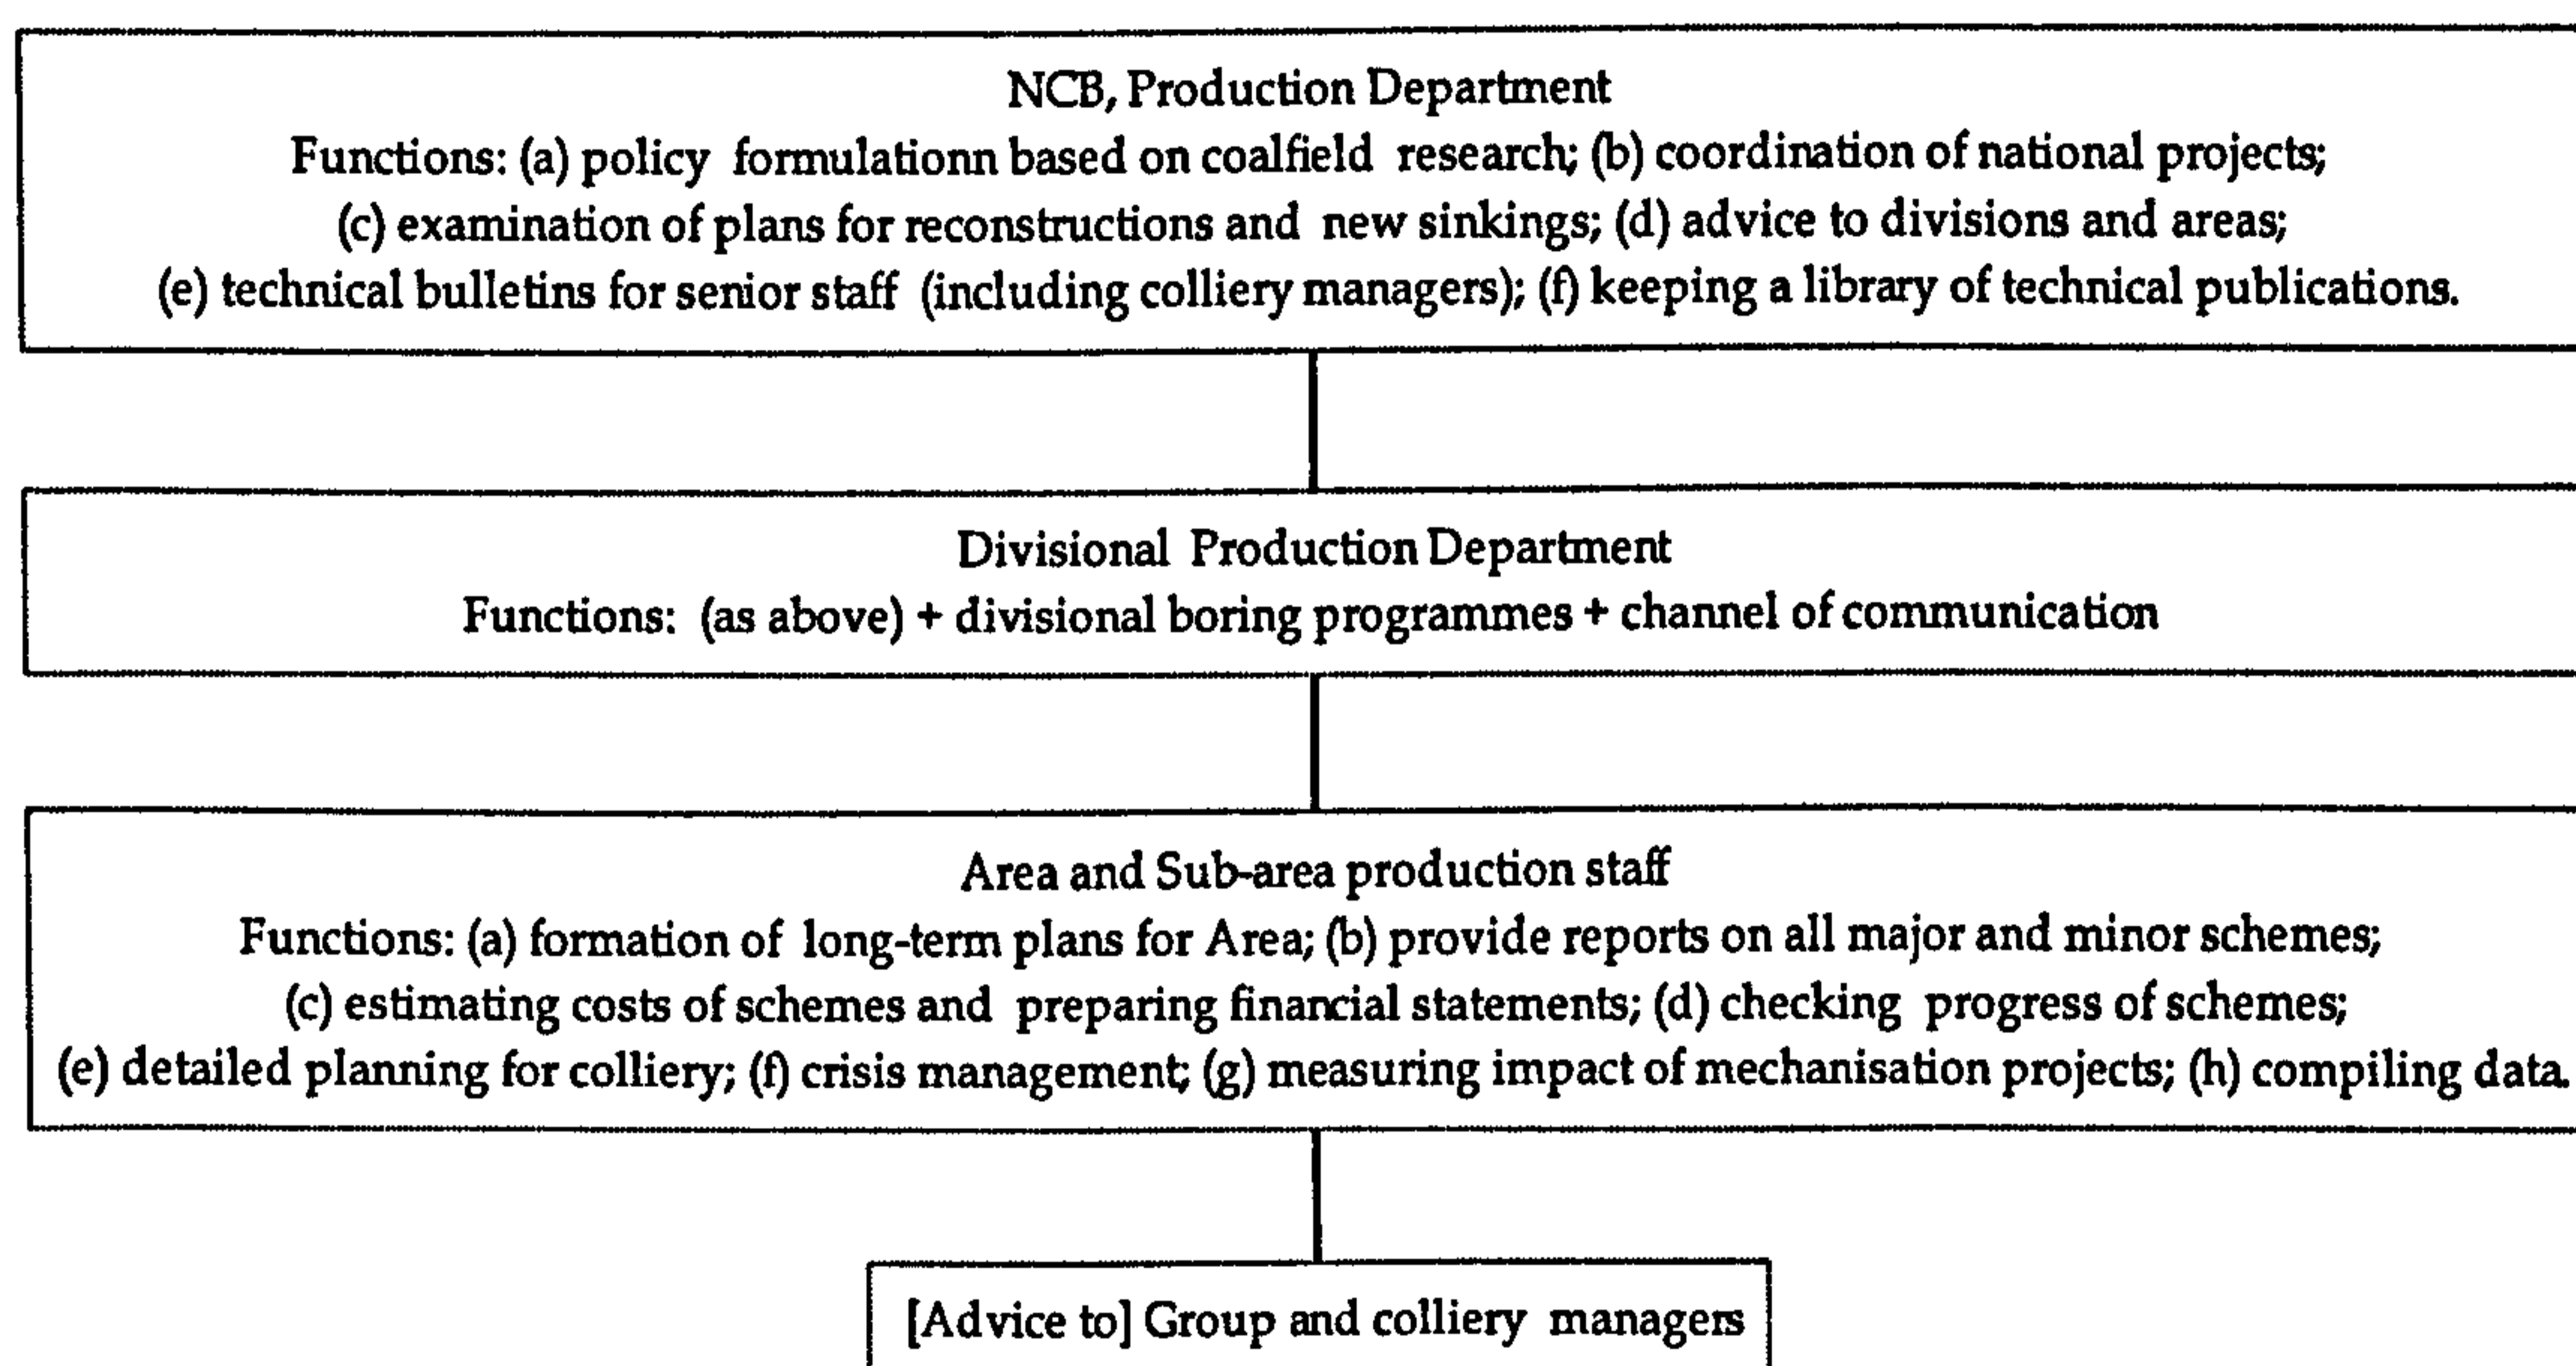 NCB, Production Department
Functions: (a) policy formulationn based on coalfield research; (b) coordination of national projects;
(c) examination of plans for reconstructions and new sinkings; (d) advice to divisions and areas;
(e) technical bulletins for senior staff (including colliery managers); (f) keeping a library of technical publications.
Divisional Production Department
Functions: (as above) + divisional boring programmes + channel of communication
Area and Sub-area production staff
Functions: (a) formation of long-term plans for Area; (b) provide reports on all major and minor schemes;
(c) estimating costs of schemes and preparing financial statements; (d) checking progress of schemes;
(e) detailed planning for colliery; (f) crisis management; (g) measuring impact of mechanisation projects; (h) compiling data.
[Advice to] Group and colliery managers